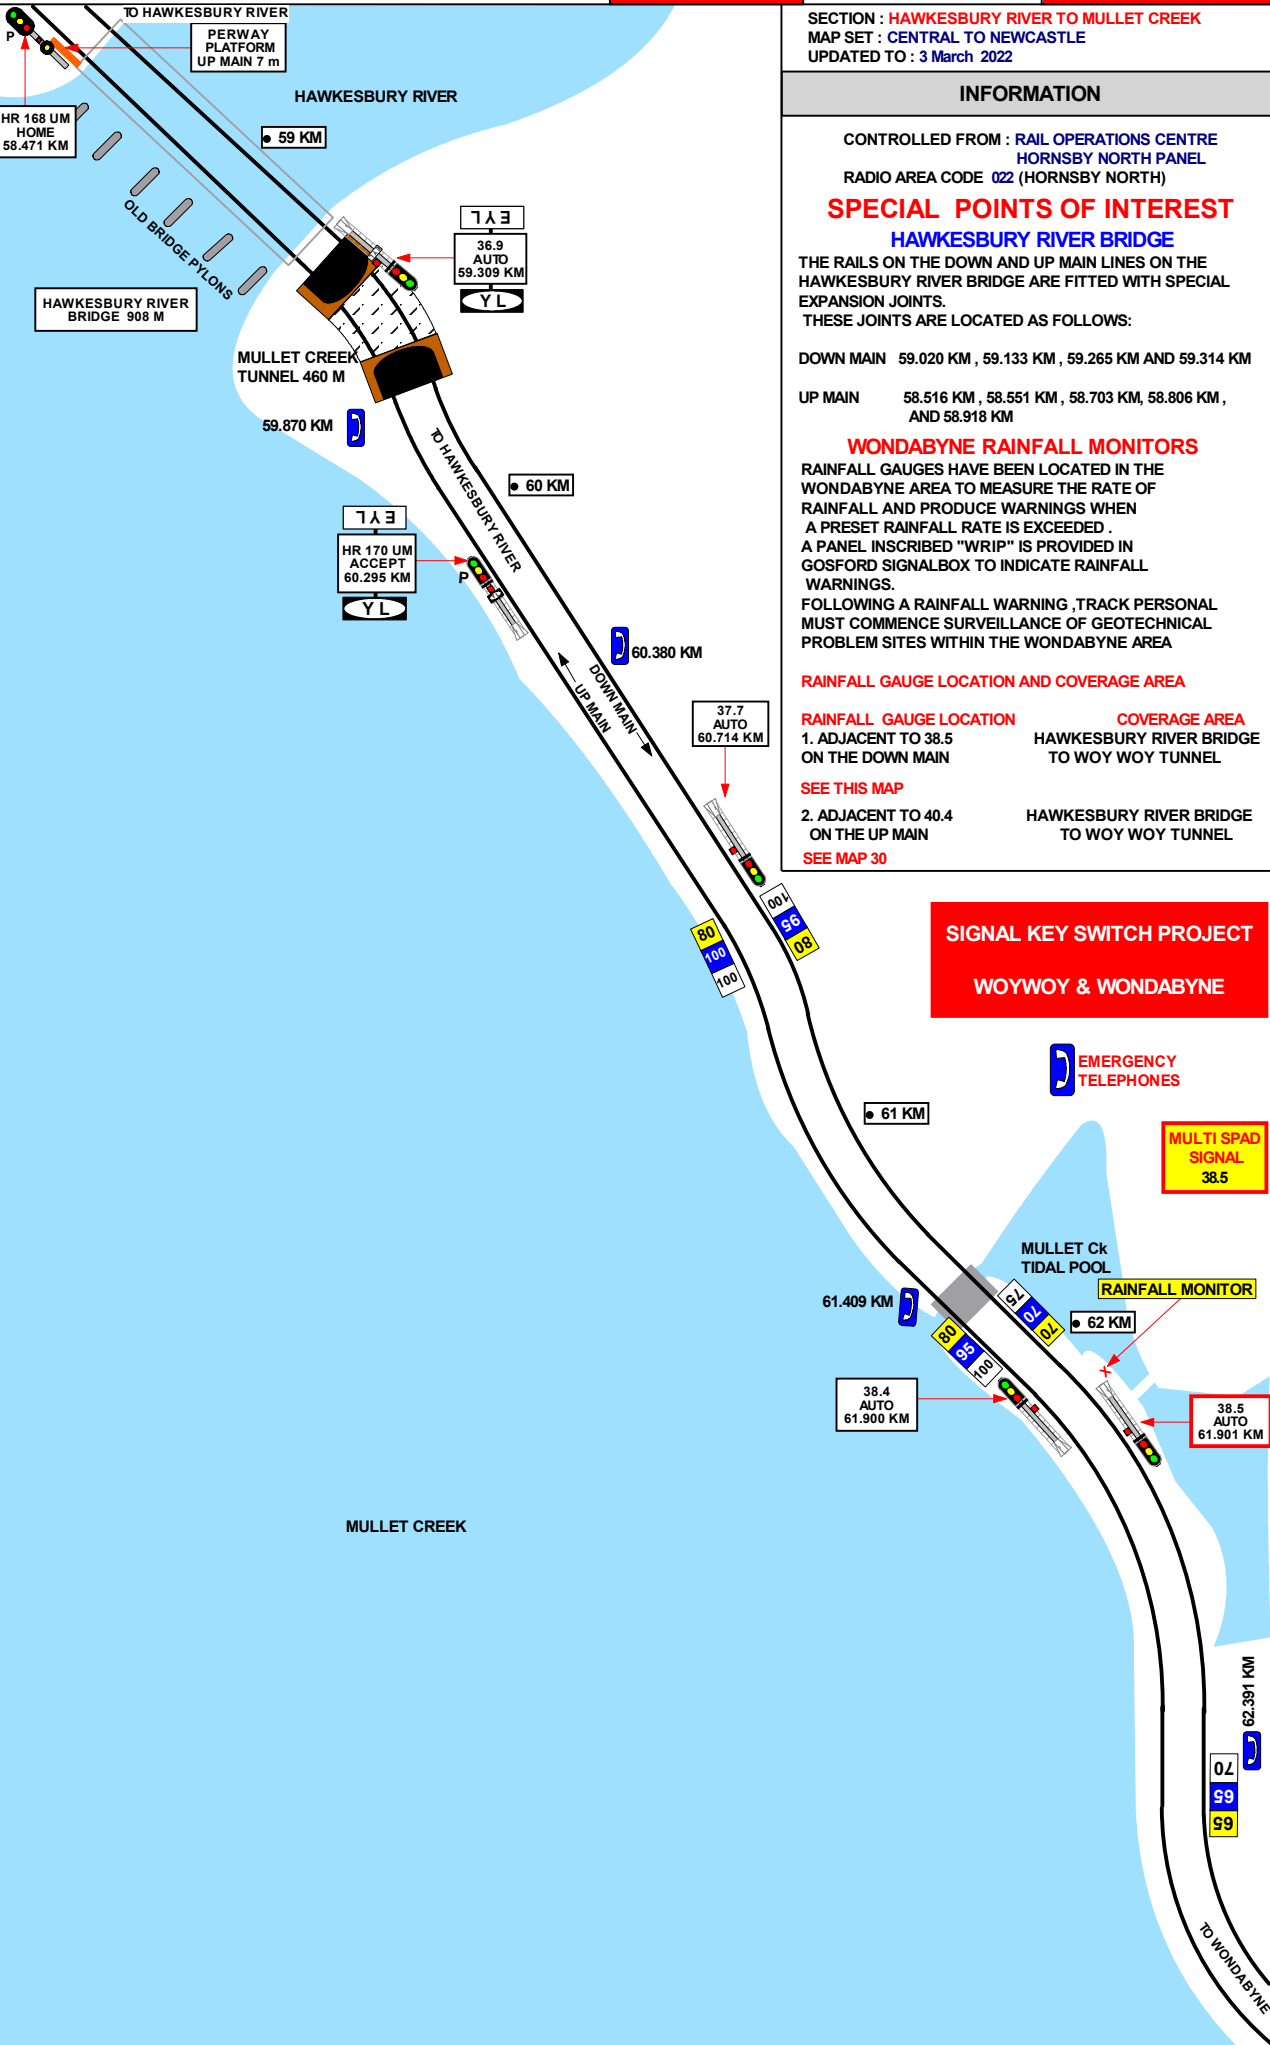 TO HAWKESBURY RIVER
P
PERWAY
PLATFORM
UP MAIN 7 m
HR 168 UM
HOME
58.471 KM
HAWKESBURY RIVER
59 KM
OLD BRIDGE PYLONS
HAWKESBURY RIVER
BRIDGE 908 M
EYL
36.9
AUTO
59.309 KM
YL
MULLET CREEK
TUNNEL 460 M
59.870 KM
TO HAWKESBURY RIVER
60 KM
EYL
HR 170 UM
ACCEPT
60.295 KM
YL
P
60.380 KM
UP MAIN
DOWN MAIN
37.7
AUTO
60.714 KM
100
95
80
80
100
100
61 KM
61.409 KM
MULLET Ck
TIDAL POOL
75
70
70
80
95
100
62 KM
RAINFALL MONITOR
X
38.4
AUTO
61.900 KM
38.5
AUTO
61.901 KM
MULLET CREEK
62.391 KM
70
65
65
TO WONDABYNE
SECTION : HAWKESBURY RIVER TO MULLET CREEK
MAP SET : CENTRAL TO NEWCASTLE
UPDATED TO : 3 March 2022
INFORMATION
CONTROLLED FROM : RAIL OPERATIONS CENTRE
HORNSBY NORTH PANEL
RADIO AREA CODE 022 (HORNSBY NORTH)
SPECIAL POINTS OF INTEREST
HAWKESBURY RIVER BRIDGE
THE RAILS ON THE DOWN AND UP MAIN LINES ON THE
HAWKESBURY RIVER BRIDGE ARE FITTED WITH SPECIAL
EXPANSION JOINTS.
THESE JOINTS ARE LOCATED AS FOLLOWS:
DOWN MAIN 59.020 KM , 59.133 KM , 59.265 KM AND 59.314 KM
UP MAIN 58.516 KM , 58.551 KM , 58.703 KM, 58.806 KM ,
AND 58.918 KM
WONDABYNE RAINFALL MONITORS
RAINFALL GAUGES HAVE BEEN LOCATED IN THE
WONDABYNE AREA TO MEASURE THE RATE OF
RAINFALL AND PRODUCE WARNINGS WHEN
A PRESET RAINFALL RATE IS EXCEEDED .
A PANEL INSCRIBED "WRIP" IS PROVIDED IN
GOSFORD SIGNALBOX TO INDICATE RAINFALL
WARNINGS.
FOLLOWING A RAINFALL WARNING ,TRACK PERSONAL
MUST COMMENCE SURVEILLANCE OF GEOTECHNICAL
PROBLEM SITES WITHIN THE WONDABYNE AREA
RAINFALL GAUGE LOCATION AND COVERAGE AREA
RAINFALL GAUGE LOCATION COVERAGE AREA
1. ADJACENT TO 38.5 HAWKESBURY RIVER BRIDGE
ON THE DOWN MAIN TO WOY WOY TUNNEL
SEE THIS MAP
2. ADJACENT TO 40.4 HAWKESBURY RIVER BRIDGE
ON THE UP MAIN TO WOY WOY TUNNEL
SEE MAP 30
SIGNAL KEY SWITCH PROJECT
WOYWOY & WONDABYNE
EMERGENCY
TELEPHONES
MULTI SPAD
SIGNAL
38.5